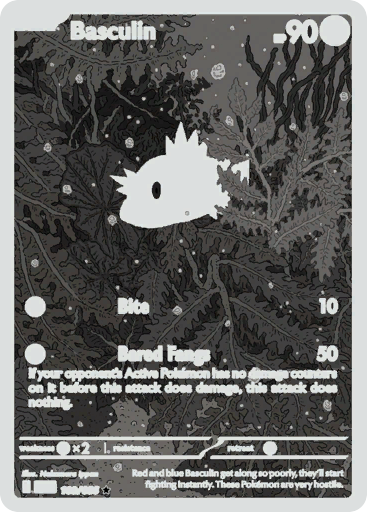 Basculin
90
Bite 10
Bared Fangs 50
If your opponent's Active Pokémon has no damage counters
on it before this attack does damage, this attack does
nothing.
weakness ×2 resistance retreat
Illus.
Red and blue Basculin get along so poorly, they'll start
fighting instantly. These Pokémon are very hostile.